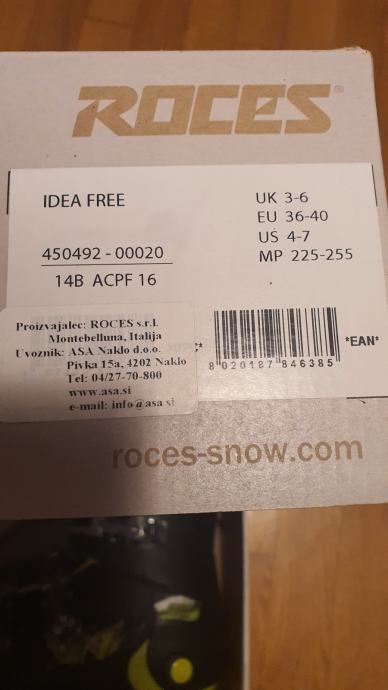 ROCES®
IDEA FREE
UK 3-6
EU 36-40
US 4-7
MP 225-255
450492 - 00020
14B ACPF 16
Proizvajalec: ROCES s.r.l.
Montebelluna, Italija
Uvoznik: ASA Naklo d.o.o.
Pivka 15a, 4202 Naklo
Tel: 04/27-70-800
www.asa.si
e-mail: info@asa si
8 020187 846385
*EAN*
roces-snow.com